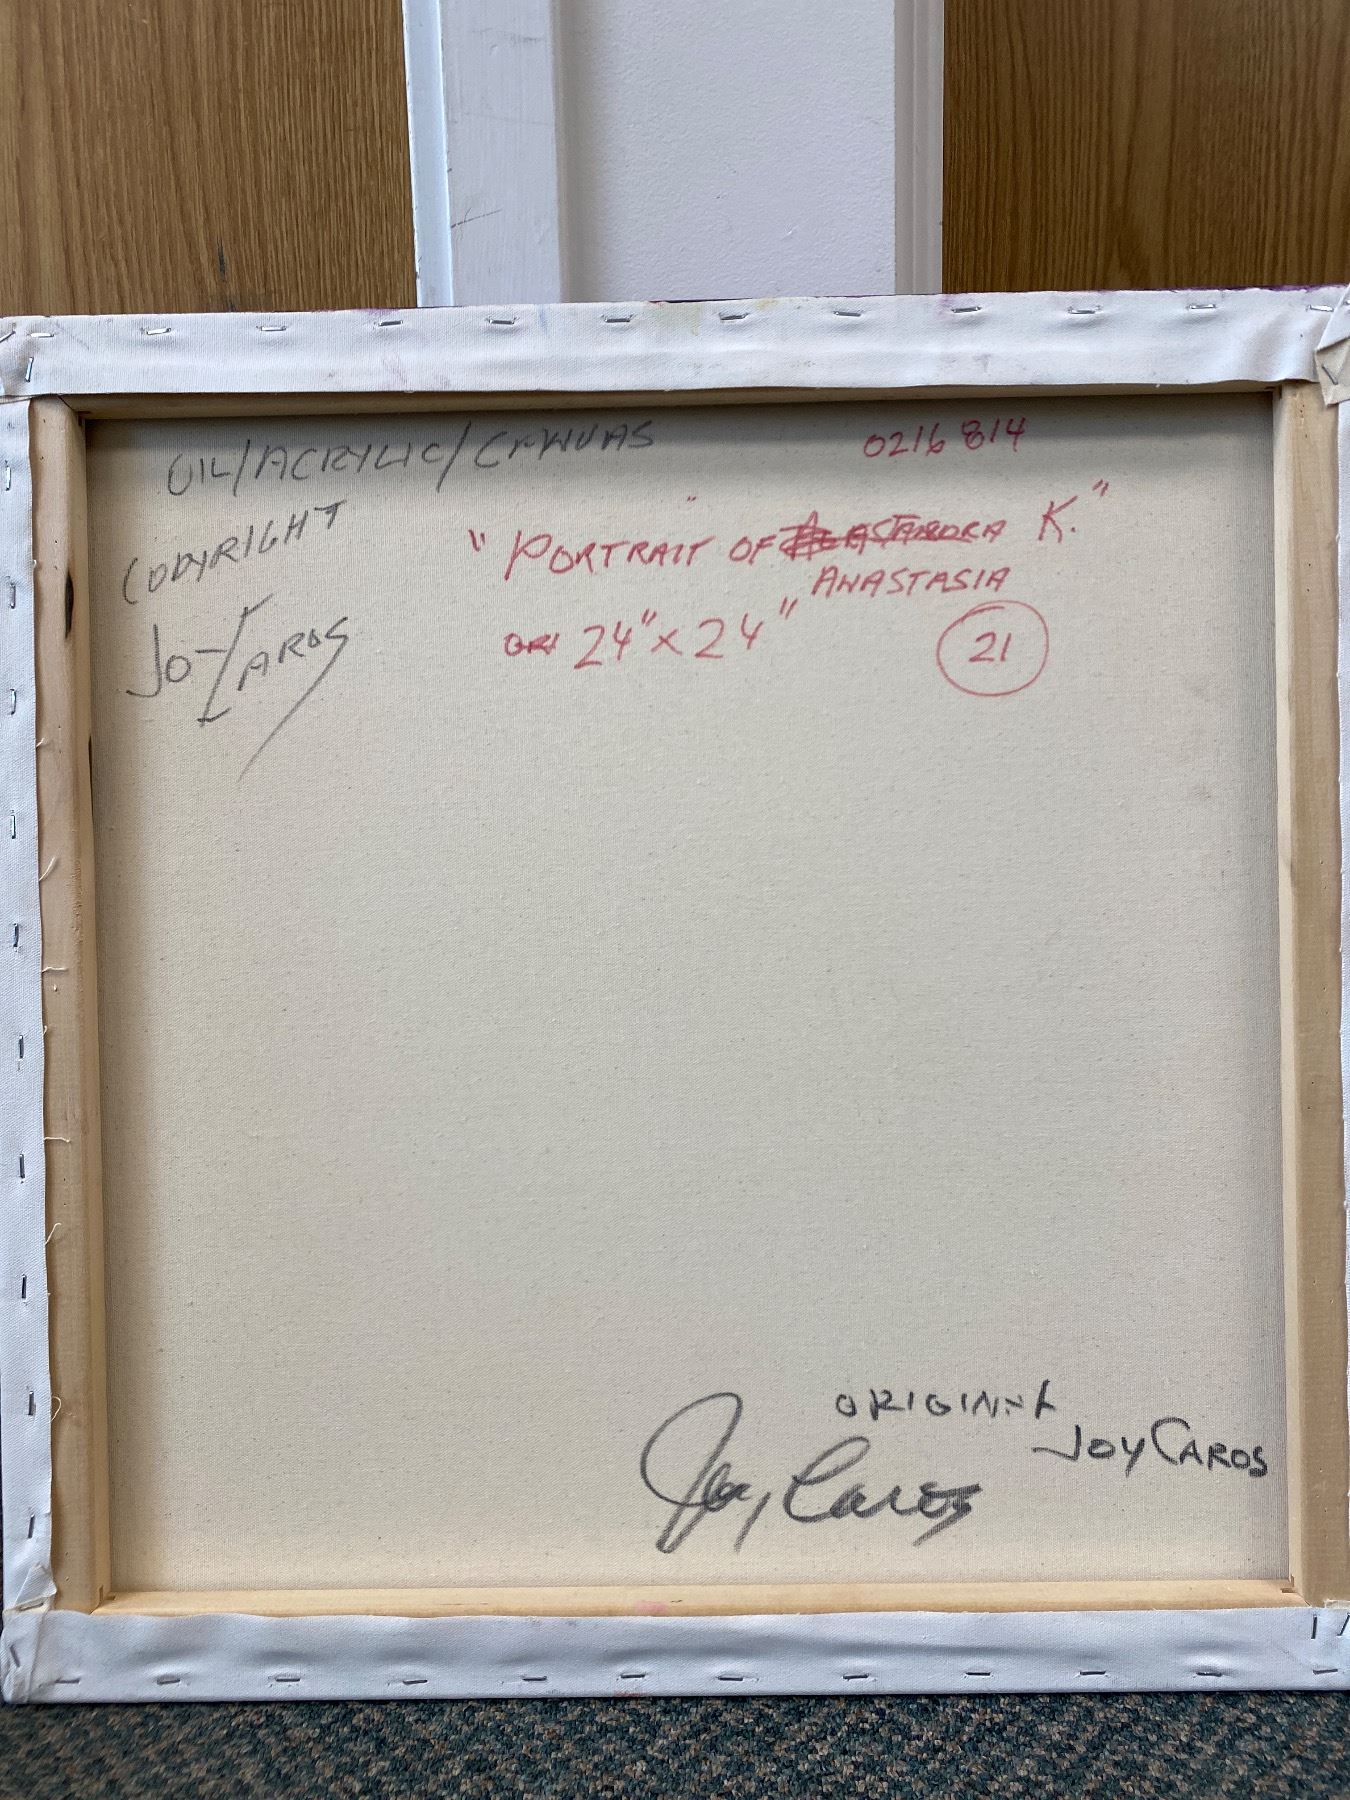 OIL/ACRYLIC/CANVAS
0216 814
COPYRIGHT
"PORTRAIT" OF K."
ANASTASIA
JOY CAROS
24" x 24"
21
ORIGINAL
JOY CAROS
Joy Caros